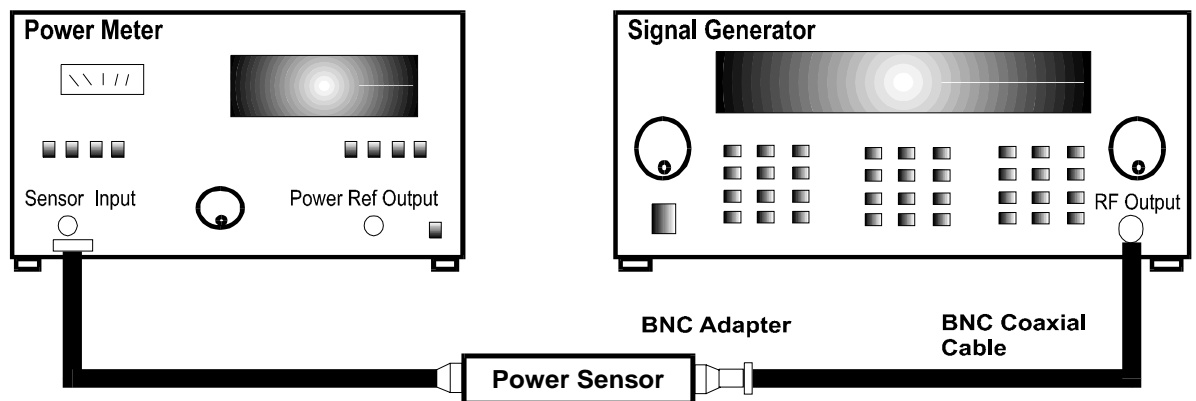 Power Meter
Signal Generator
Sensor Input
Power Ref Output
RF Output
BNC Adapter
BNC Coaxial
Cable
Power Sensor